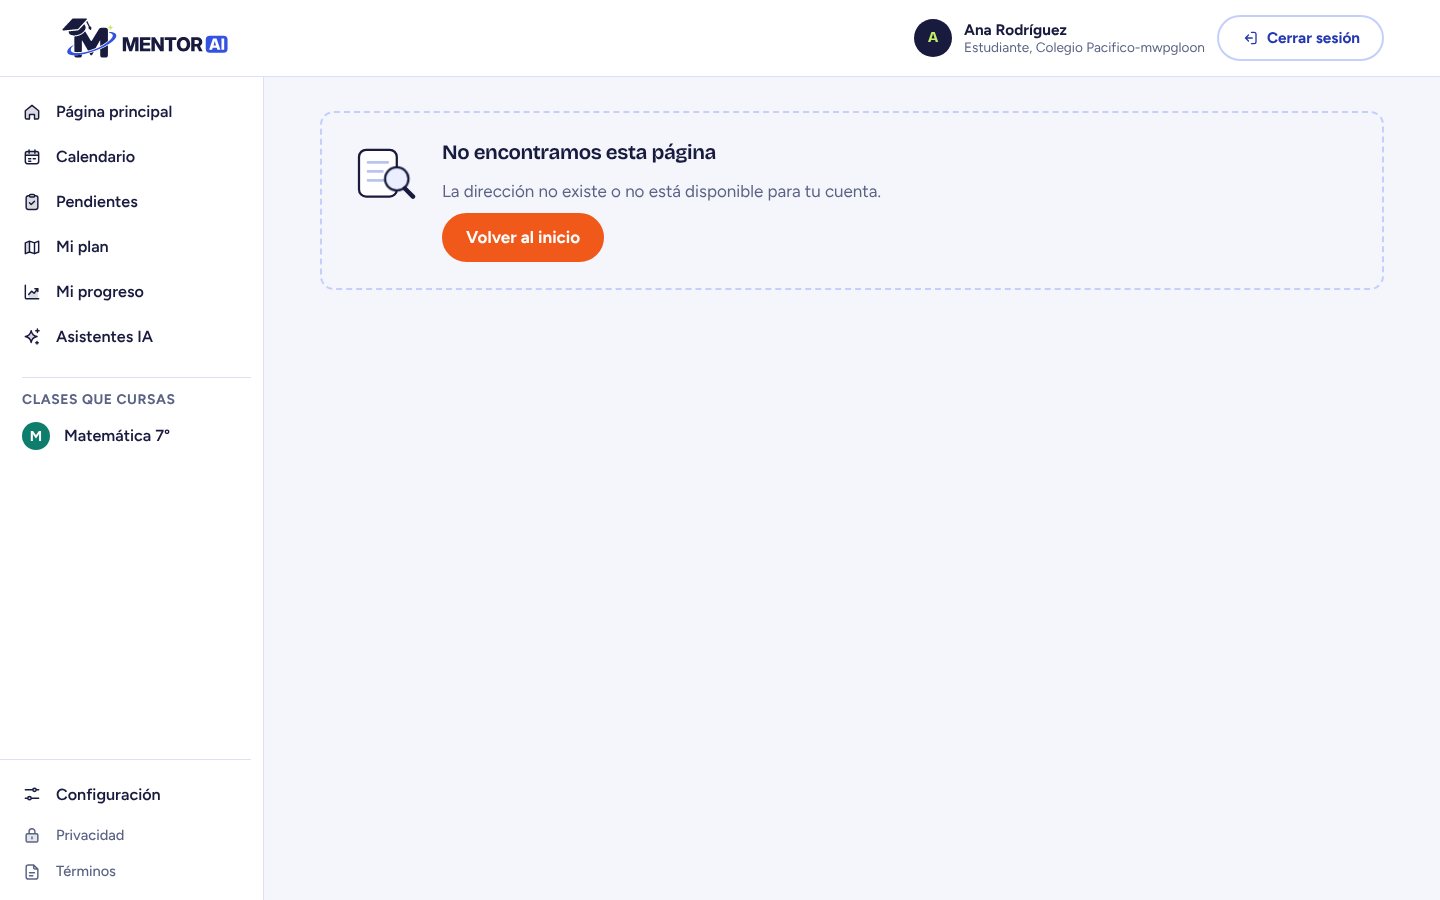 MENTOR AI
A
Ana Rodríguez
Estudiante, Colegio Pacifico-mwpgloon
Cerrar sesión
Página principal
Calendario
Pendientes
Mi plan
Mi progreso
Asistentes IA
CLASES QUE CURSAS
M Matemática 7°
Configuración
Privacidad
Términos
No encontramos esta página
La dirección no existe o no está disponible para tu cuenta.
Volver al inicio